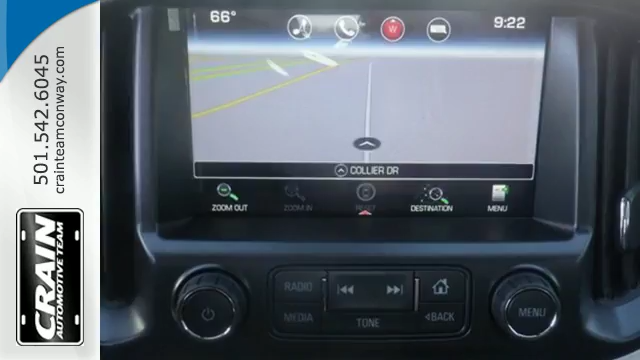 66°
9:22
W
COLLIER DR
ZOOM OUT
ZOOM IN
RESET
DESTINATION
MENU
RADIO
MEDIA
TONE
BACK
MENU
501.542.6045
crainteamconway.com
CRAIN
AUTOMOTIVE TEAM